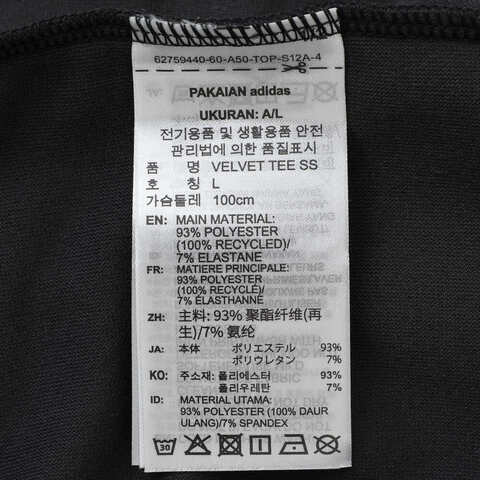 62759440-60-A50-TOP-S12A-4
PAKAIAN adidas
UKURAN: A/L
전기용품 및 생활용품 안전
관리법에 의한 품질표시
품 명 VELVET TEE SS
호 칭 L
가슴둘레 100cm
EN: MAIN MATERIAL:
93% POLYESTER
(100% RECYCLED)/
7% ELASTANE
FR: MATIERE PRINCIPALE:
93% POLYESTER
(100% RECYCLÉ)/
7% ÉLASTHANNE
ZH: 主料: 93% 聚酯纤维(再
生)/7% 氨纶
JA: 本体 ポリエステル 93%
ポリウレタン 7%
KO: 주소재: 폴리에스터 93%
폴리우레탄 7%
ID: MATERIAL UTAMA:
93% POLYESTER (100% DAUR
ULANG)/7% SPANDEX
30